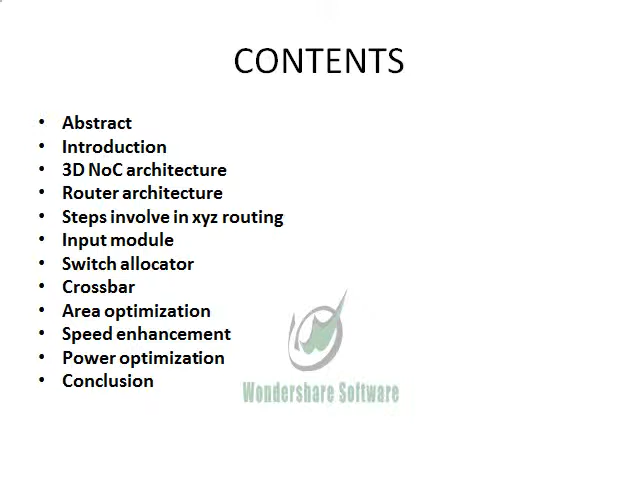 CONTENTS
• Abstract
• Introduction
• 3D NoC architecture
• Router architecture
• Steps involve in xyz routing
• Input module
• Switch allocator
• Crossbar
• Area optimization
• Speed enhancement
• Power optimization
• Conclusion
Wondershare Software